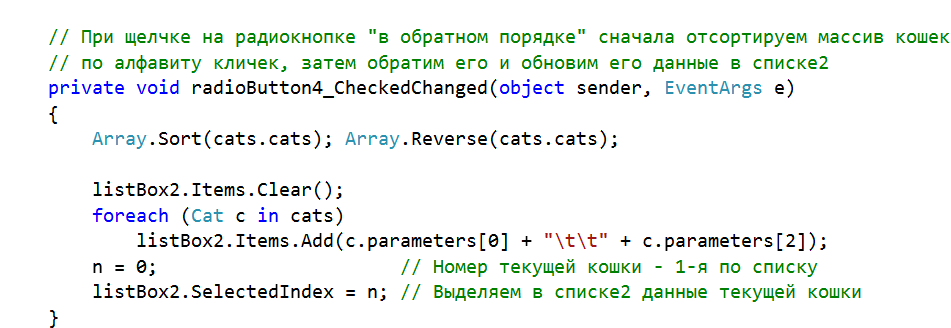 // При щелчке на радиокнопке "в обратном порядке" сначала отсортируем массив кошек
// по алфавиту кличек, затем обратим его и обновим его данные в списке2
private void radioButton4_CheckedChanged(object sender, EventArgs e)
{
    Array.Sort(cats.cats); Array.Reverse(cats.cats);

    listBox2.Items.Clear();
    foreach (Cat c in cats)
        listBox2.Items.Add(c.parameters[0] + "\t\t" + c.parameters[2]);
    n = 0;                      // Номер текущей кошки - 1-я по списку
    listBox2.SelectedIndex = n; // Выделяем в списке2 данные текущей кошки
}